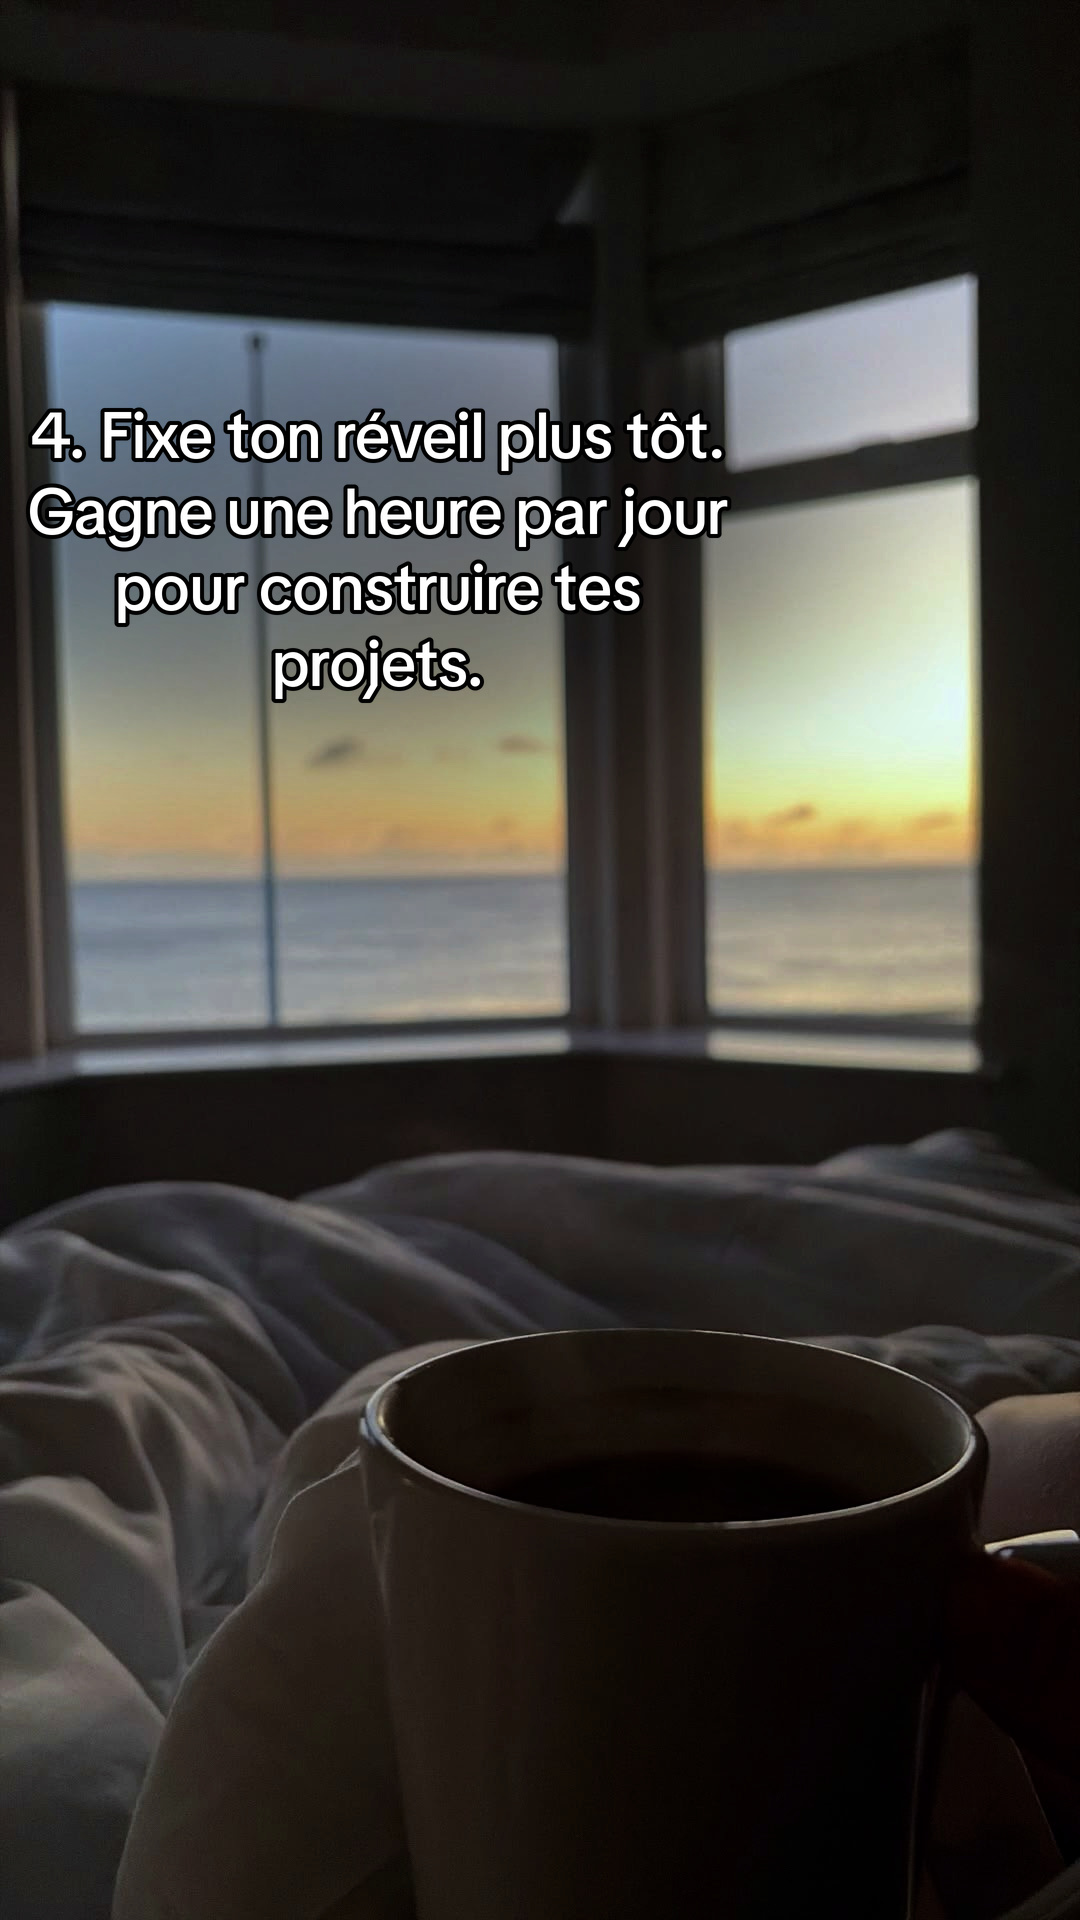 4. Fixe ton réveil plus tôt.
Gagne une heure par jour
pour construire tes
projets.